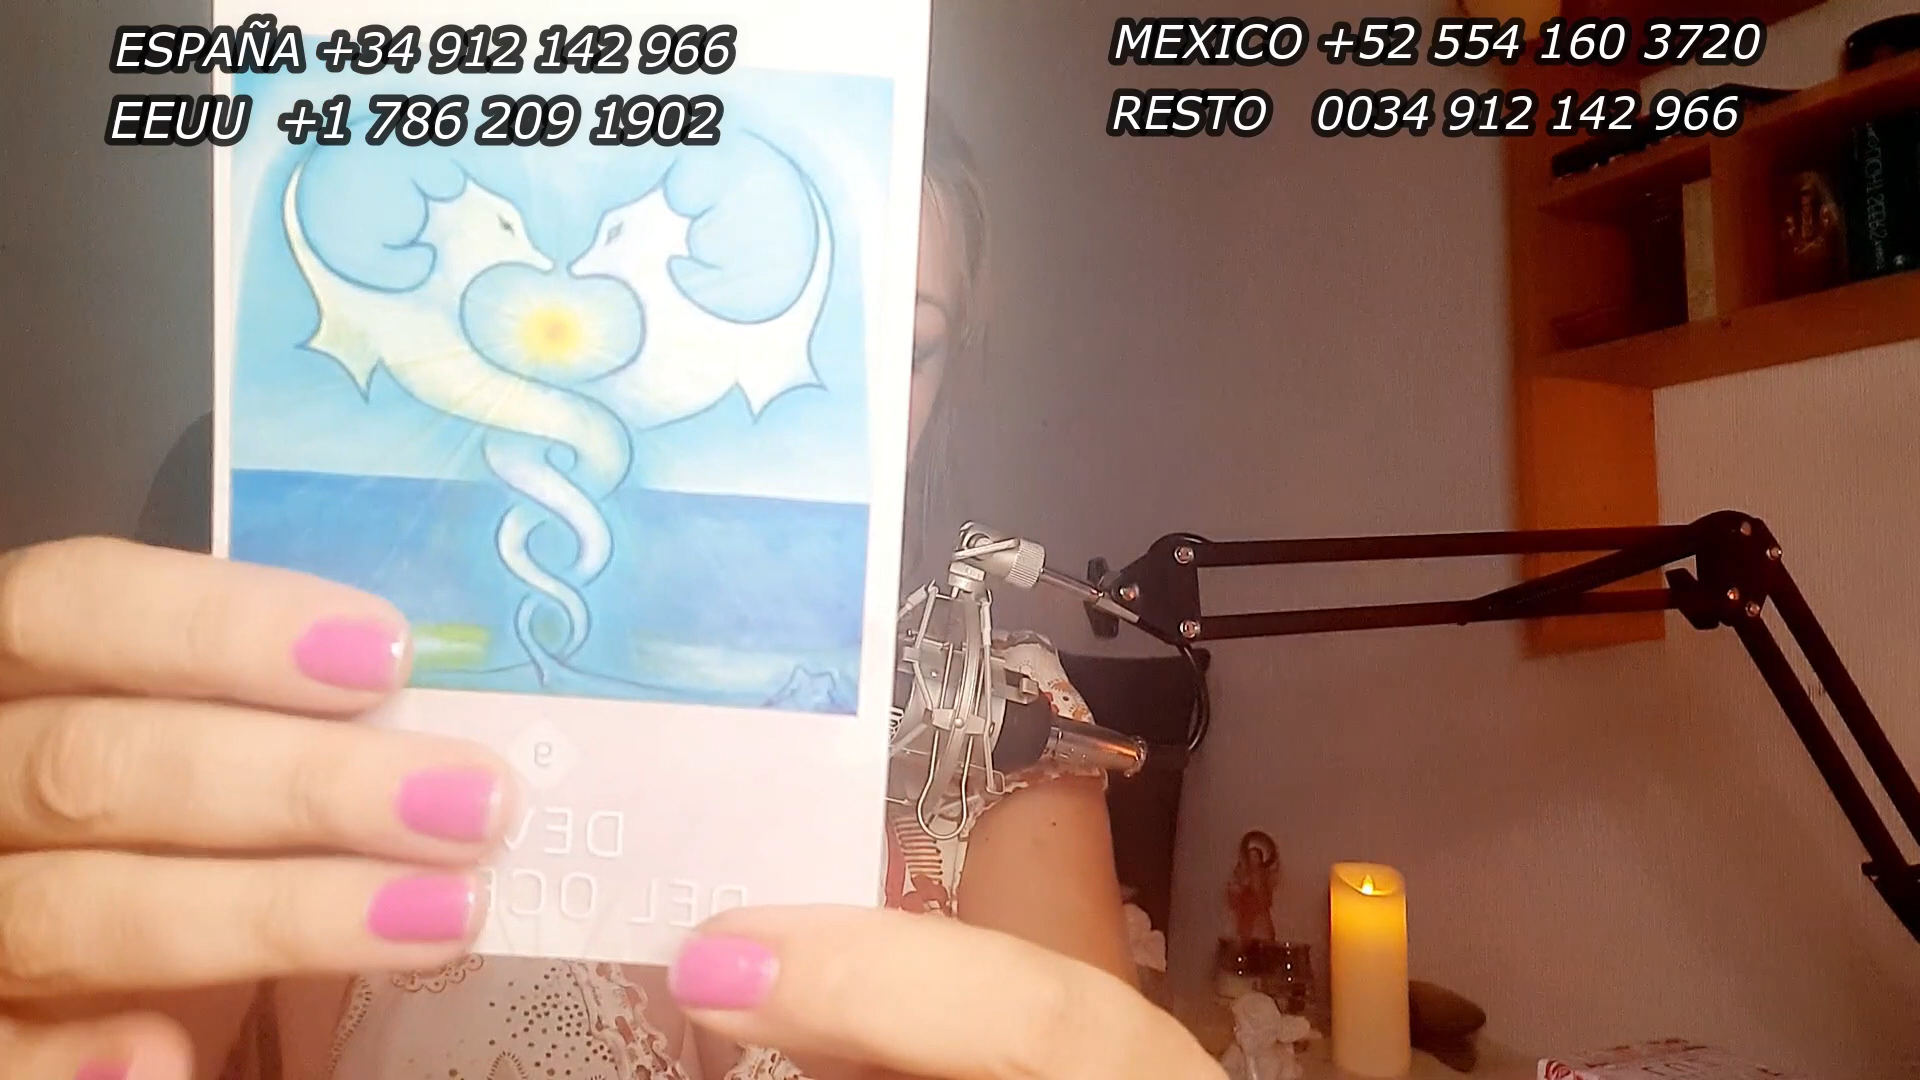 ESPAÑA +34 912 142 966
EEUU +1 786 209 1902
MEXICO +52 554 160 3720
RESTO 0034 912 142 966
9
DEL